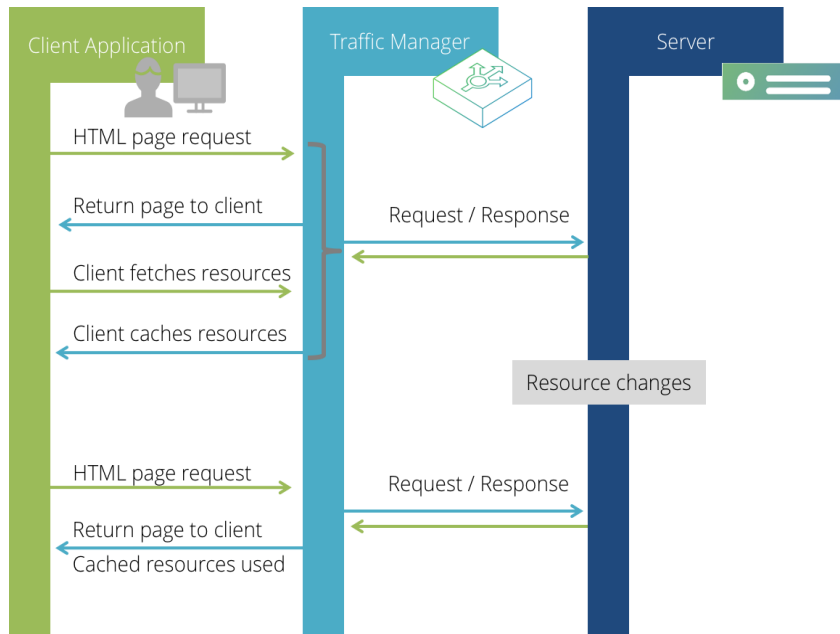 Client Application
Traffic Manager
Server
HTML page request
Return page to client
Request / Response
Client fetches resources
Client caches resources
Resource changes
HTML page request
Request / Response
Return page to client
Cached resources used